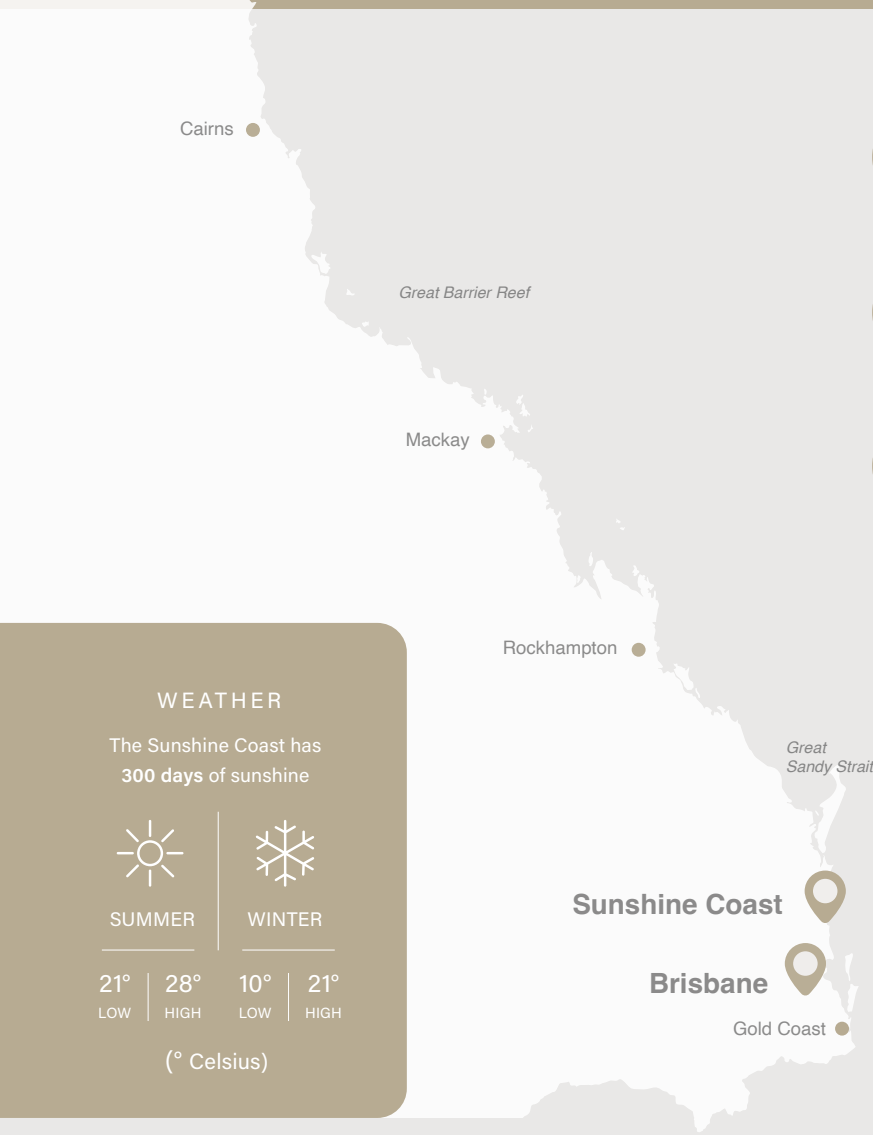 Cairns
Great Barrier Reef
Mackay
Rockhampton
WEATHER
The Sunshine Coast has
300 days of sunshine
SUMMER
WINTER
21° 28° 10° 21°
LOW HIGH LOW HIGH
(° Celsius)
Great
Sandy Strait
Sunshine Coast
Brisbane
Gold Coast